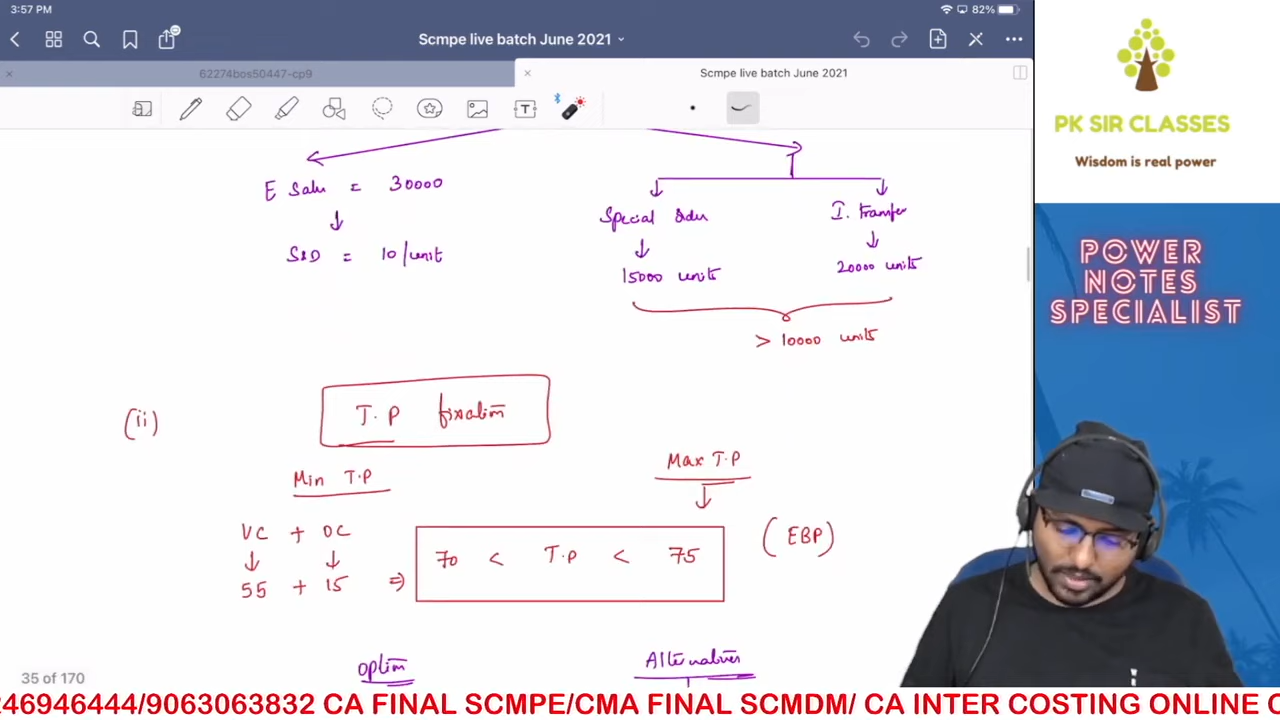 3:57 PM
82%
Scmpe live batch June 2021
62274bos50447-cp9
Scmpe live batch June 2021
E Sales = 30000
S&D = 10/unit
Special order
I. transfer
15000 units
20000 units
> 10000 units
(ii)
T.P fixation
Min T.P
Max T.P
VC + OC
55 + 15 ⇒
70 < T.P < 75
(EBP)
Option
Alternatives
35 of 170
PK SIR CLASSES
Wisdom is real power
POWER
NOTES
SPECIALIST
246946444/9063063832 CA FINAL SCMPE/CMA FINAL SCMDM/ CA INTER COSTING ONLINE C